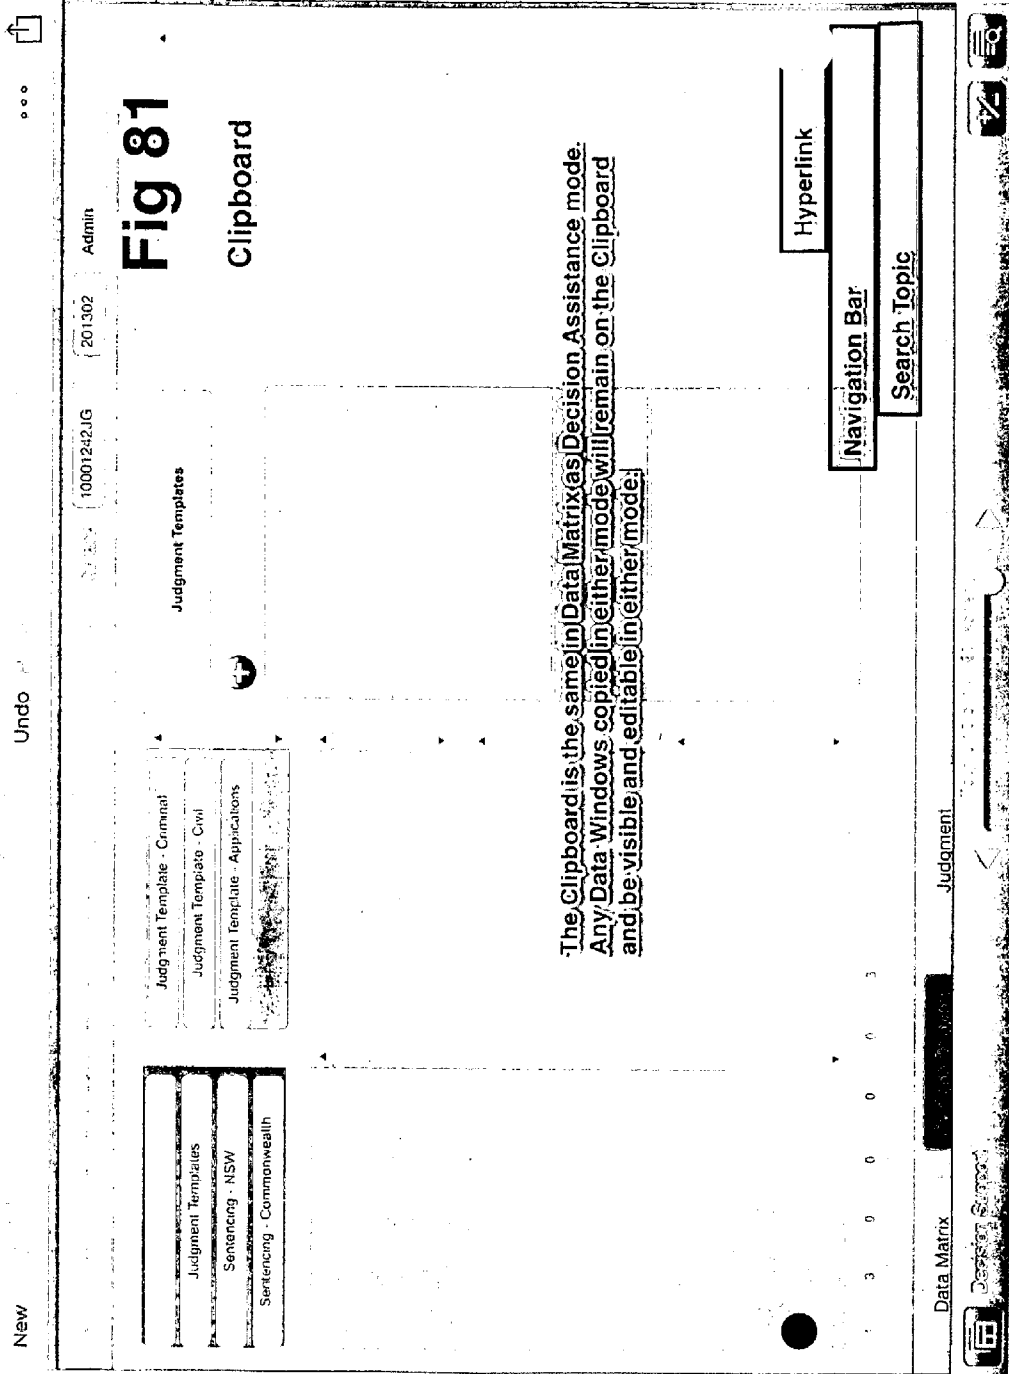 New
Undo
Admin
10001242JG
201302
Fig 81
Clipboard
Judgment Templates
Judgment Template - Criminal
Judgment Template - Civil
Judgment Template - Applications
Judgment Templates
Sentencing - NSW
Sentencing - Commonwealth
The Clipboard is the same in Data Matrix as Decision Assistance mode.
Any Data Windows copied in either mode will remain on the Clipboard
and be visible and editable in either mode.
Hyperlink
Navigation Bar
Search Topic
Data Matrix
Judgment
Decision Support